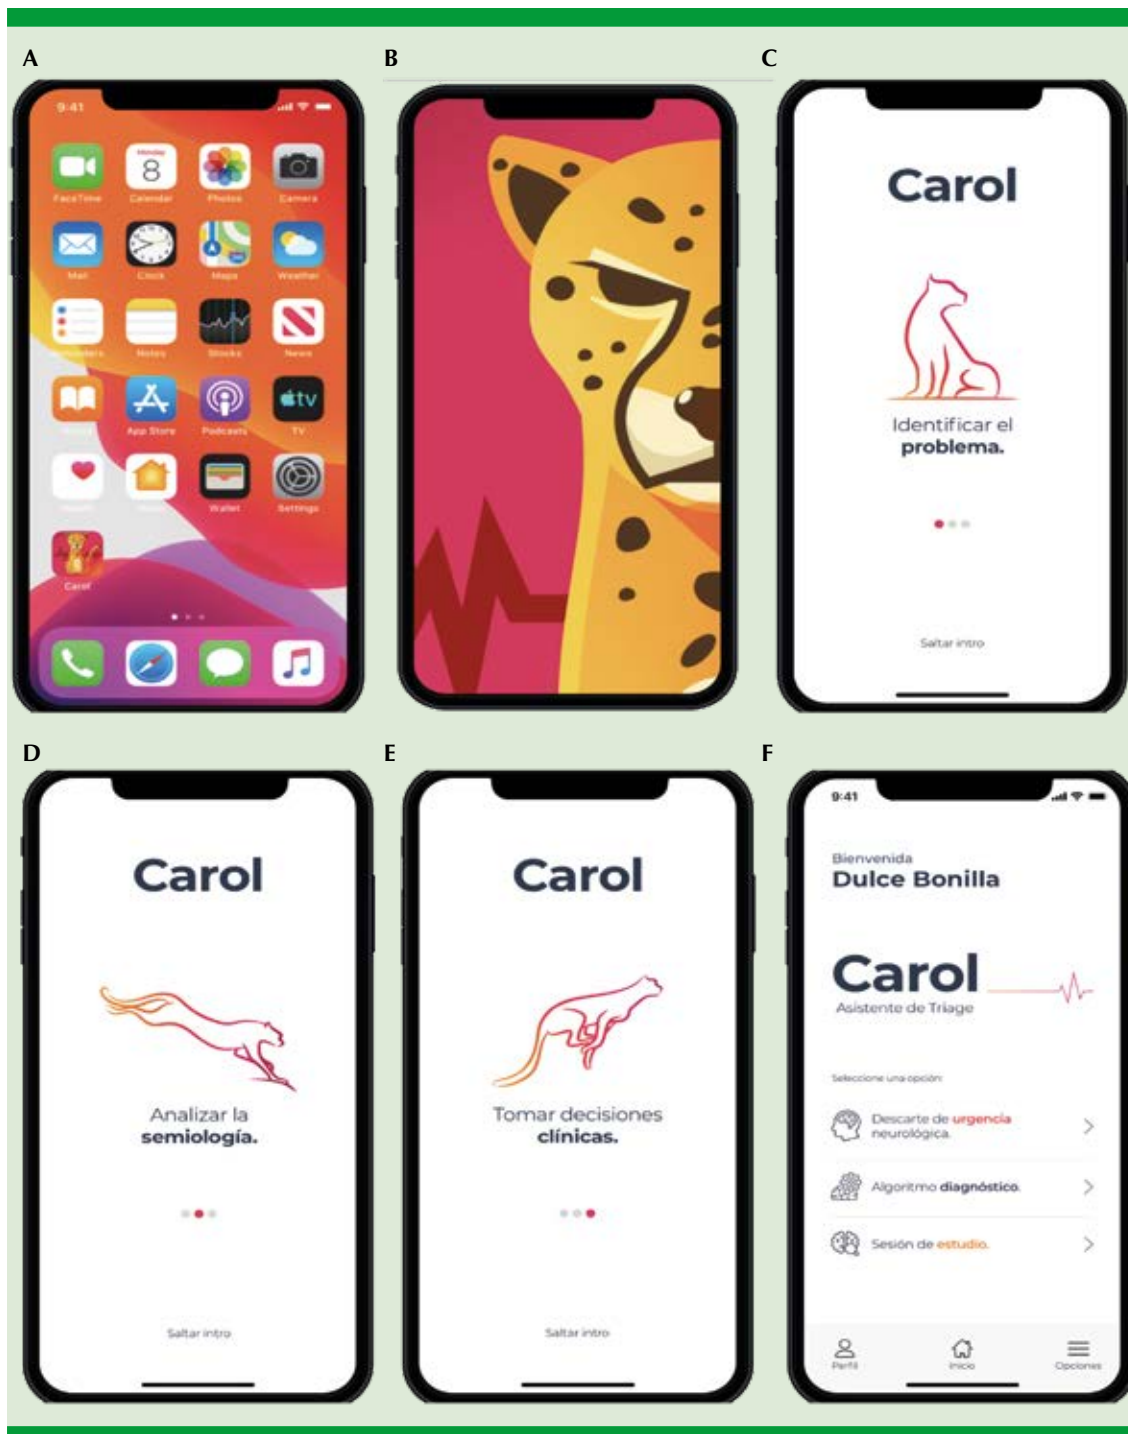 A
B
C
9:41
FaceTime
Monday
8
Calendar
Photos
Camera
Mail
Clock
Maps
Weather
Notes
Stocks
News
App Store
Podcasts
tv
TV
Wallet
Settings
Carol
Carol
Identificar el
problema.
Saltar intro
D
E
F
Carol
Analizar la
semiología.
Saltar intro
Carol
Tomar decisiones
clínicas.
Saltar intro
9:41
Bienvenida
Dulce Bonilla
Carol
Asistente de Triage
Seleccione una opción:
Descarte de urgencia
neurológica.
Algoritmo diagnóstico.
Sesión de estudio.
Perfil
Inicio
Opciones